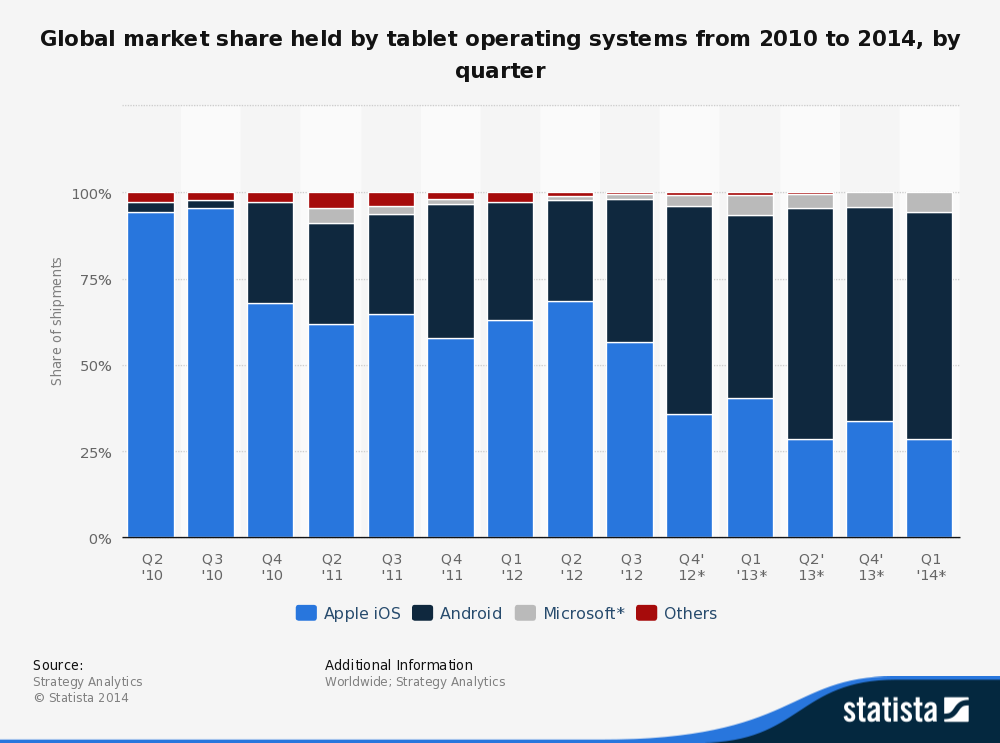 Global market share held by tablet operating systems from 2010 to 2014, by
quarter
Share of shipments
100%
75%
50%
25%
0%
Q2 Q3 Q4 Q2 Q3 Q4 Q1 Q2 Q3 Q4' Q1 Q2' Q4' Q1
'10 '10 '10 '11 '11 '11 '12 '12 '12 12* '13* 13* 13* '14*
Apple iOS Android Microsoft* Others
Source: Additional Information
Strategy Analytics Worldwide; Strategy Analytics
© Statista 2014
statista